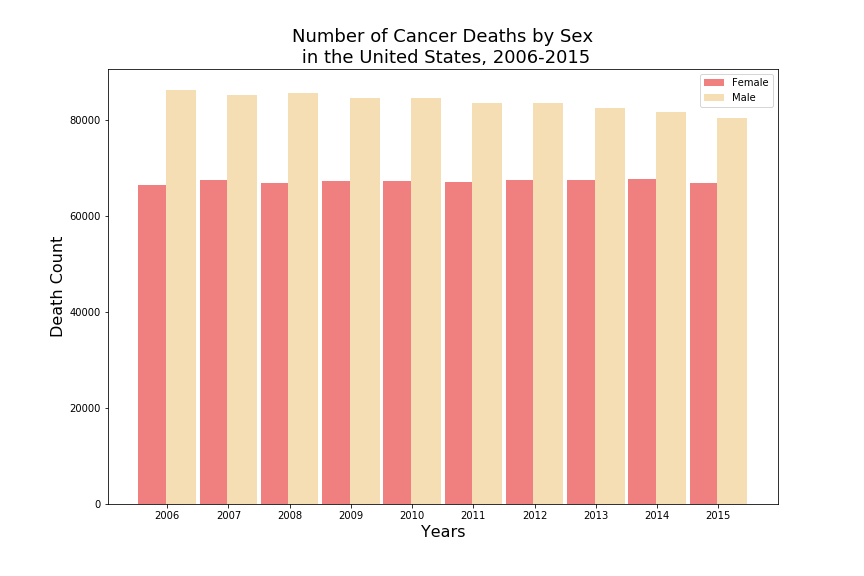 Number of Cancer Deaths by Sex
in the United States, 2006-2015
Female
Male
80000
60000
40000
20000
0
Death Count
2006 2007 2008 2009 2010 2011 2012 2013 2014 2015
Years